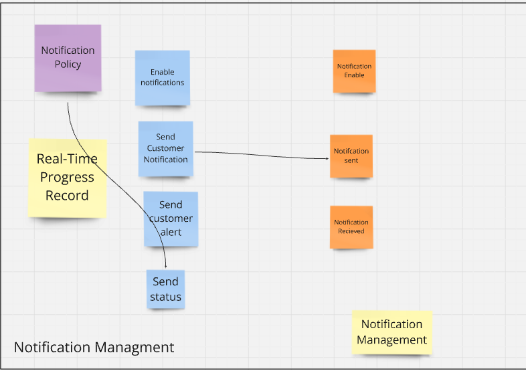 Notification
Policy
Enable
notifications
Notification
Enable
Send
Customer
Notification
Notifcation
sent
Real-Time
Progress
Record
Send
customer
alert
Notification
Recieved
Send
status
Notification
Management
Notification Managment